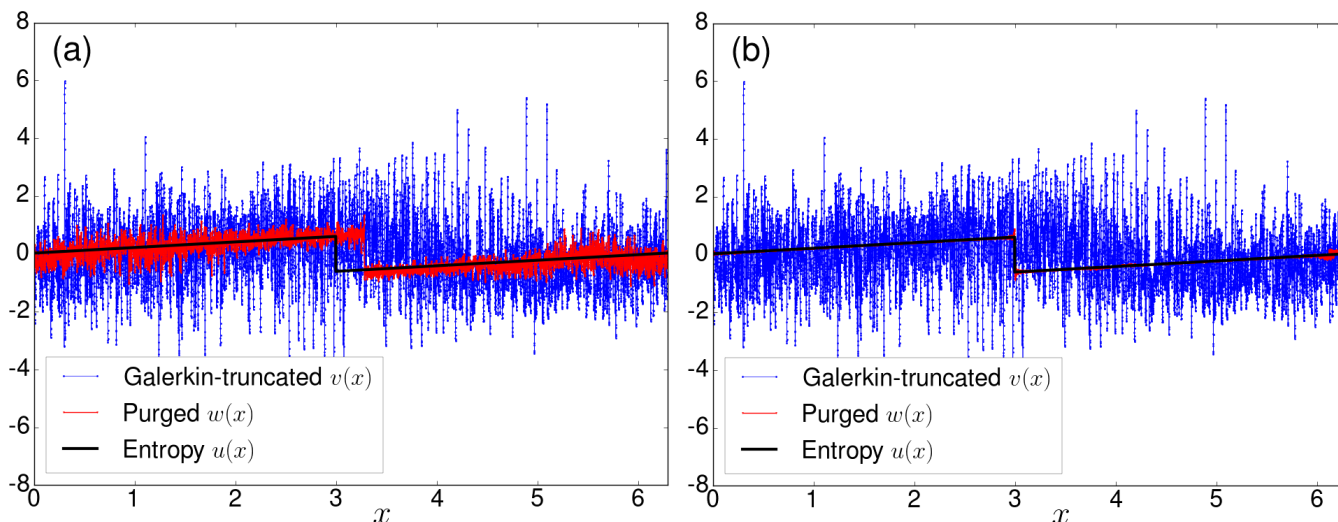 (a)
8
6
4
2
0
-2
-4
-6
-8
Galerkin-truncated v(x)
Purged w(x)
Entropy u(x)
0 1 2 3 4 5 6
x
(b)
8
6
4
2
0
-2
-4
-6
-8
Galerkin-truncated v(x)
Purged w(x)
Entropy u(x)
0 1 2 3 4 5 6
x